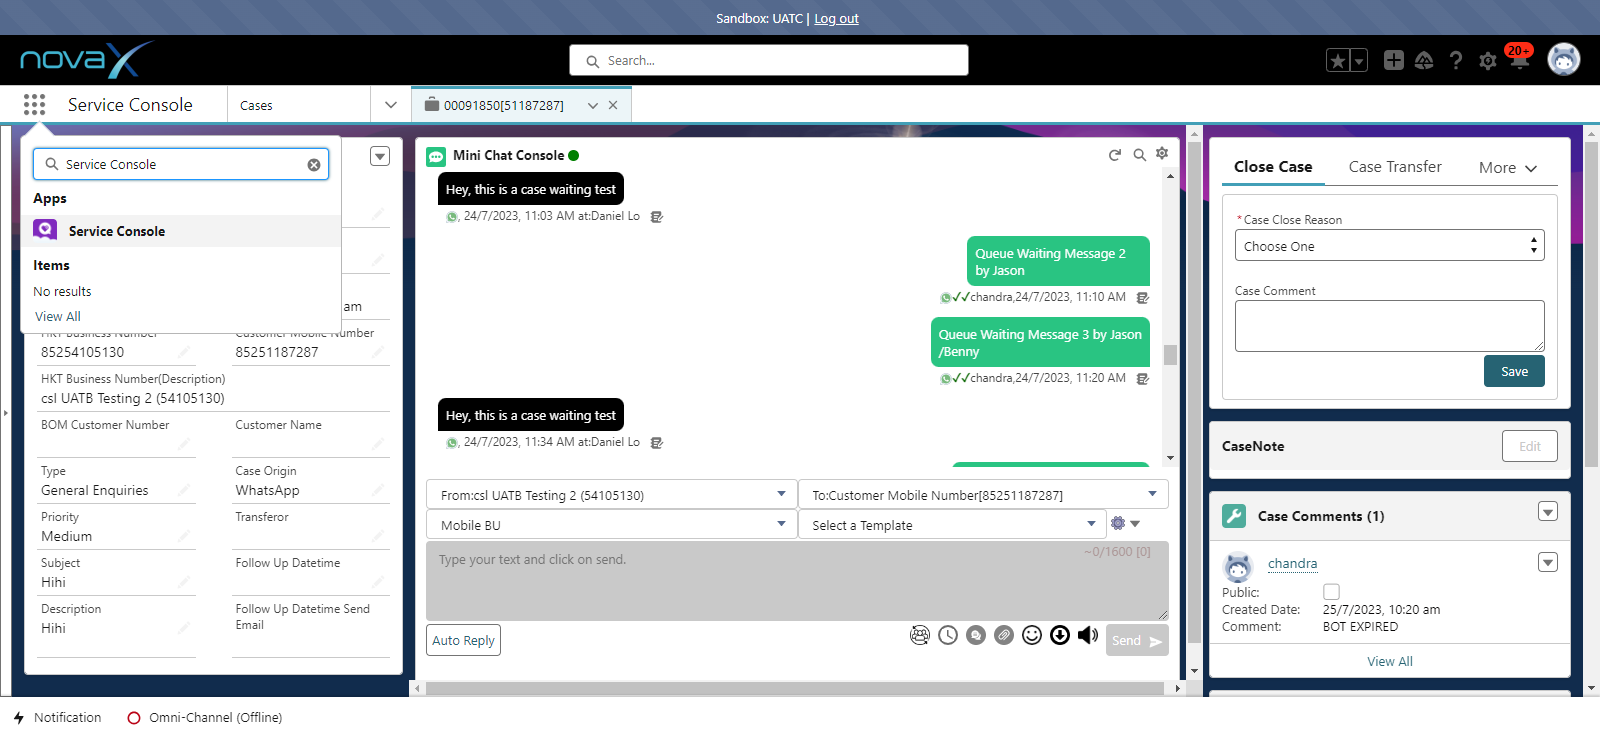 Sandbox: UATC | Log out
novaX
Search...
20+
Service Console
Cases
00091850[51187287]
Service Console
Apps
Service Console
Items
No results
View All
am
HKT Business Number
Customer Mobile Number
85254105130
85251187287
HKT Business Number(Description)
csl UATB Testing 2 (54105130)
BOM Customer Number
Customer Name
Type
Case Origin
General Enquiries
WhatsApp
Priority
Transferor
Medium
Subject
Follow Up Datetime
Hihi
Description
Follow Up Datetime Send
Email
Hihi
Mini Chat Console
Hey, this is a case waiting test
, 24/7/2023, 11:03 AM at:Daniel Lo
Queue Waiting Message 2
by Jason
chandra,24/7/2023, 11:10 AM
Queue Waiting Message 3 by Jason
/Benny
chandra,24/7/2023, 11:20 AM
Hey, this is a case waiting test
, 24/7/2023, 11:34 AM at:Daniel Lo
From:csl UATB Testing 2 (54105130)
To:Customer Mobile Number[85251187287]
Mobile BU
Select a Template
Type your text and click on send.
~0/1600 [0]
Auto Reply
Send
Close Case
Case Transfer
More
*Case Close Reason
Choose One
Case Comment
Save
CaseNote
Edit
Case Comments (1)
chandra
Public:
Created Date:
25/7/2023, 10:20 am
Comment:
BOT EXPIRED
View All
Notification
Omni-Channel (Offline)